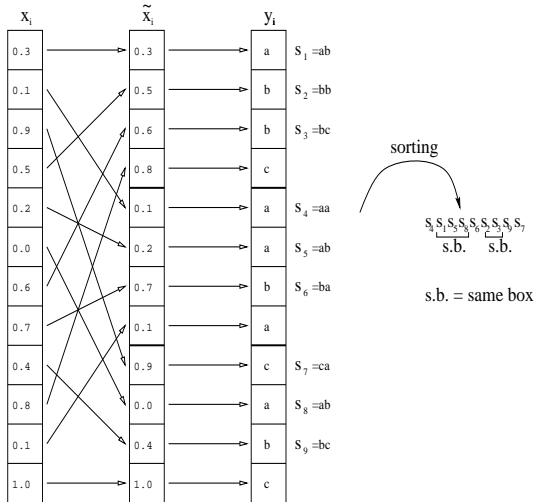 x_i x̃_i y_i
0.3 0.3 a S_1 =ab
0.1 0.5 b S_2 =bb
0.9 0.6 b S_3 =bc
0.5 0.8 c
sorting
0.2 0.1 a S_4 =aa
S_4 S_1 S_5 S_8 S_6 S_2 S_3 S_9 S_7
0.0 0.2 a S_5 =ab
s.b. s.b.
0.6 0.7 b S_6 =ba
s.b. = same box
0.7 0.1 a
0.4 0.9 c S_7 =ca
0.8 0.0 a S_8 =ab
0.1 0.4 b S_9 =bc
1.0 1.0 c